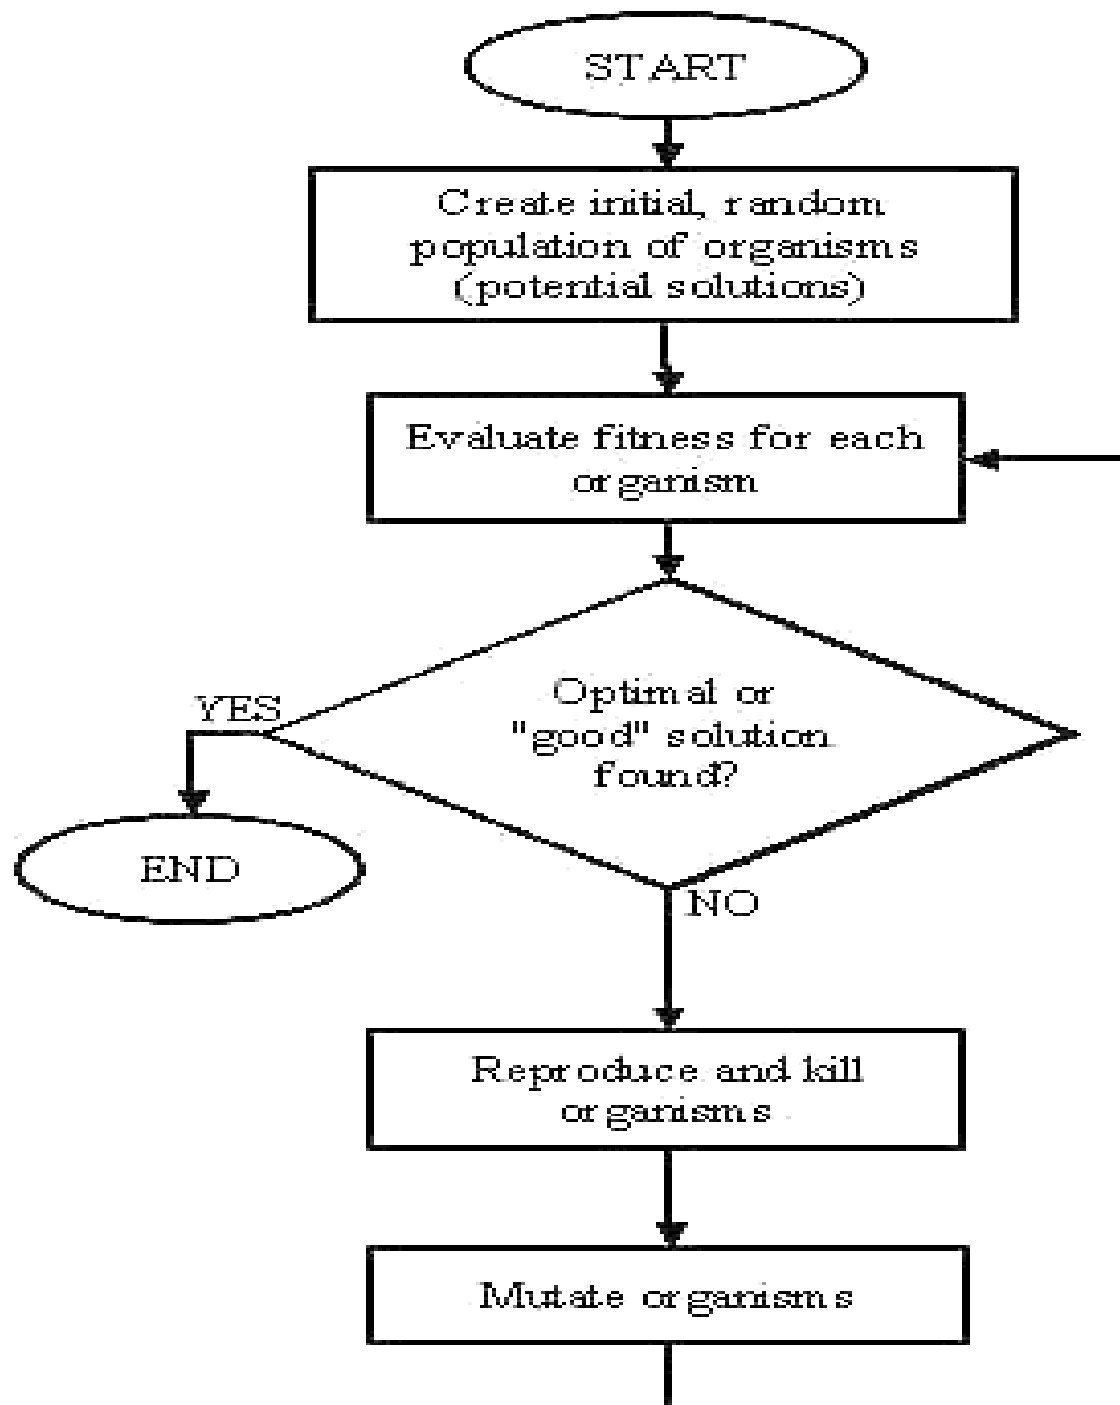 START
Create initial, random
population of organisms
(potential solutions)
Evaluate fitness for each
organism
Optimal or
"good" solution
found?
YES
END
NO
Reproduce and kill
organisms
Mutate organisms